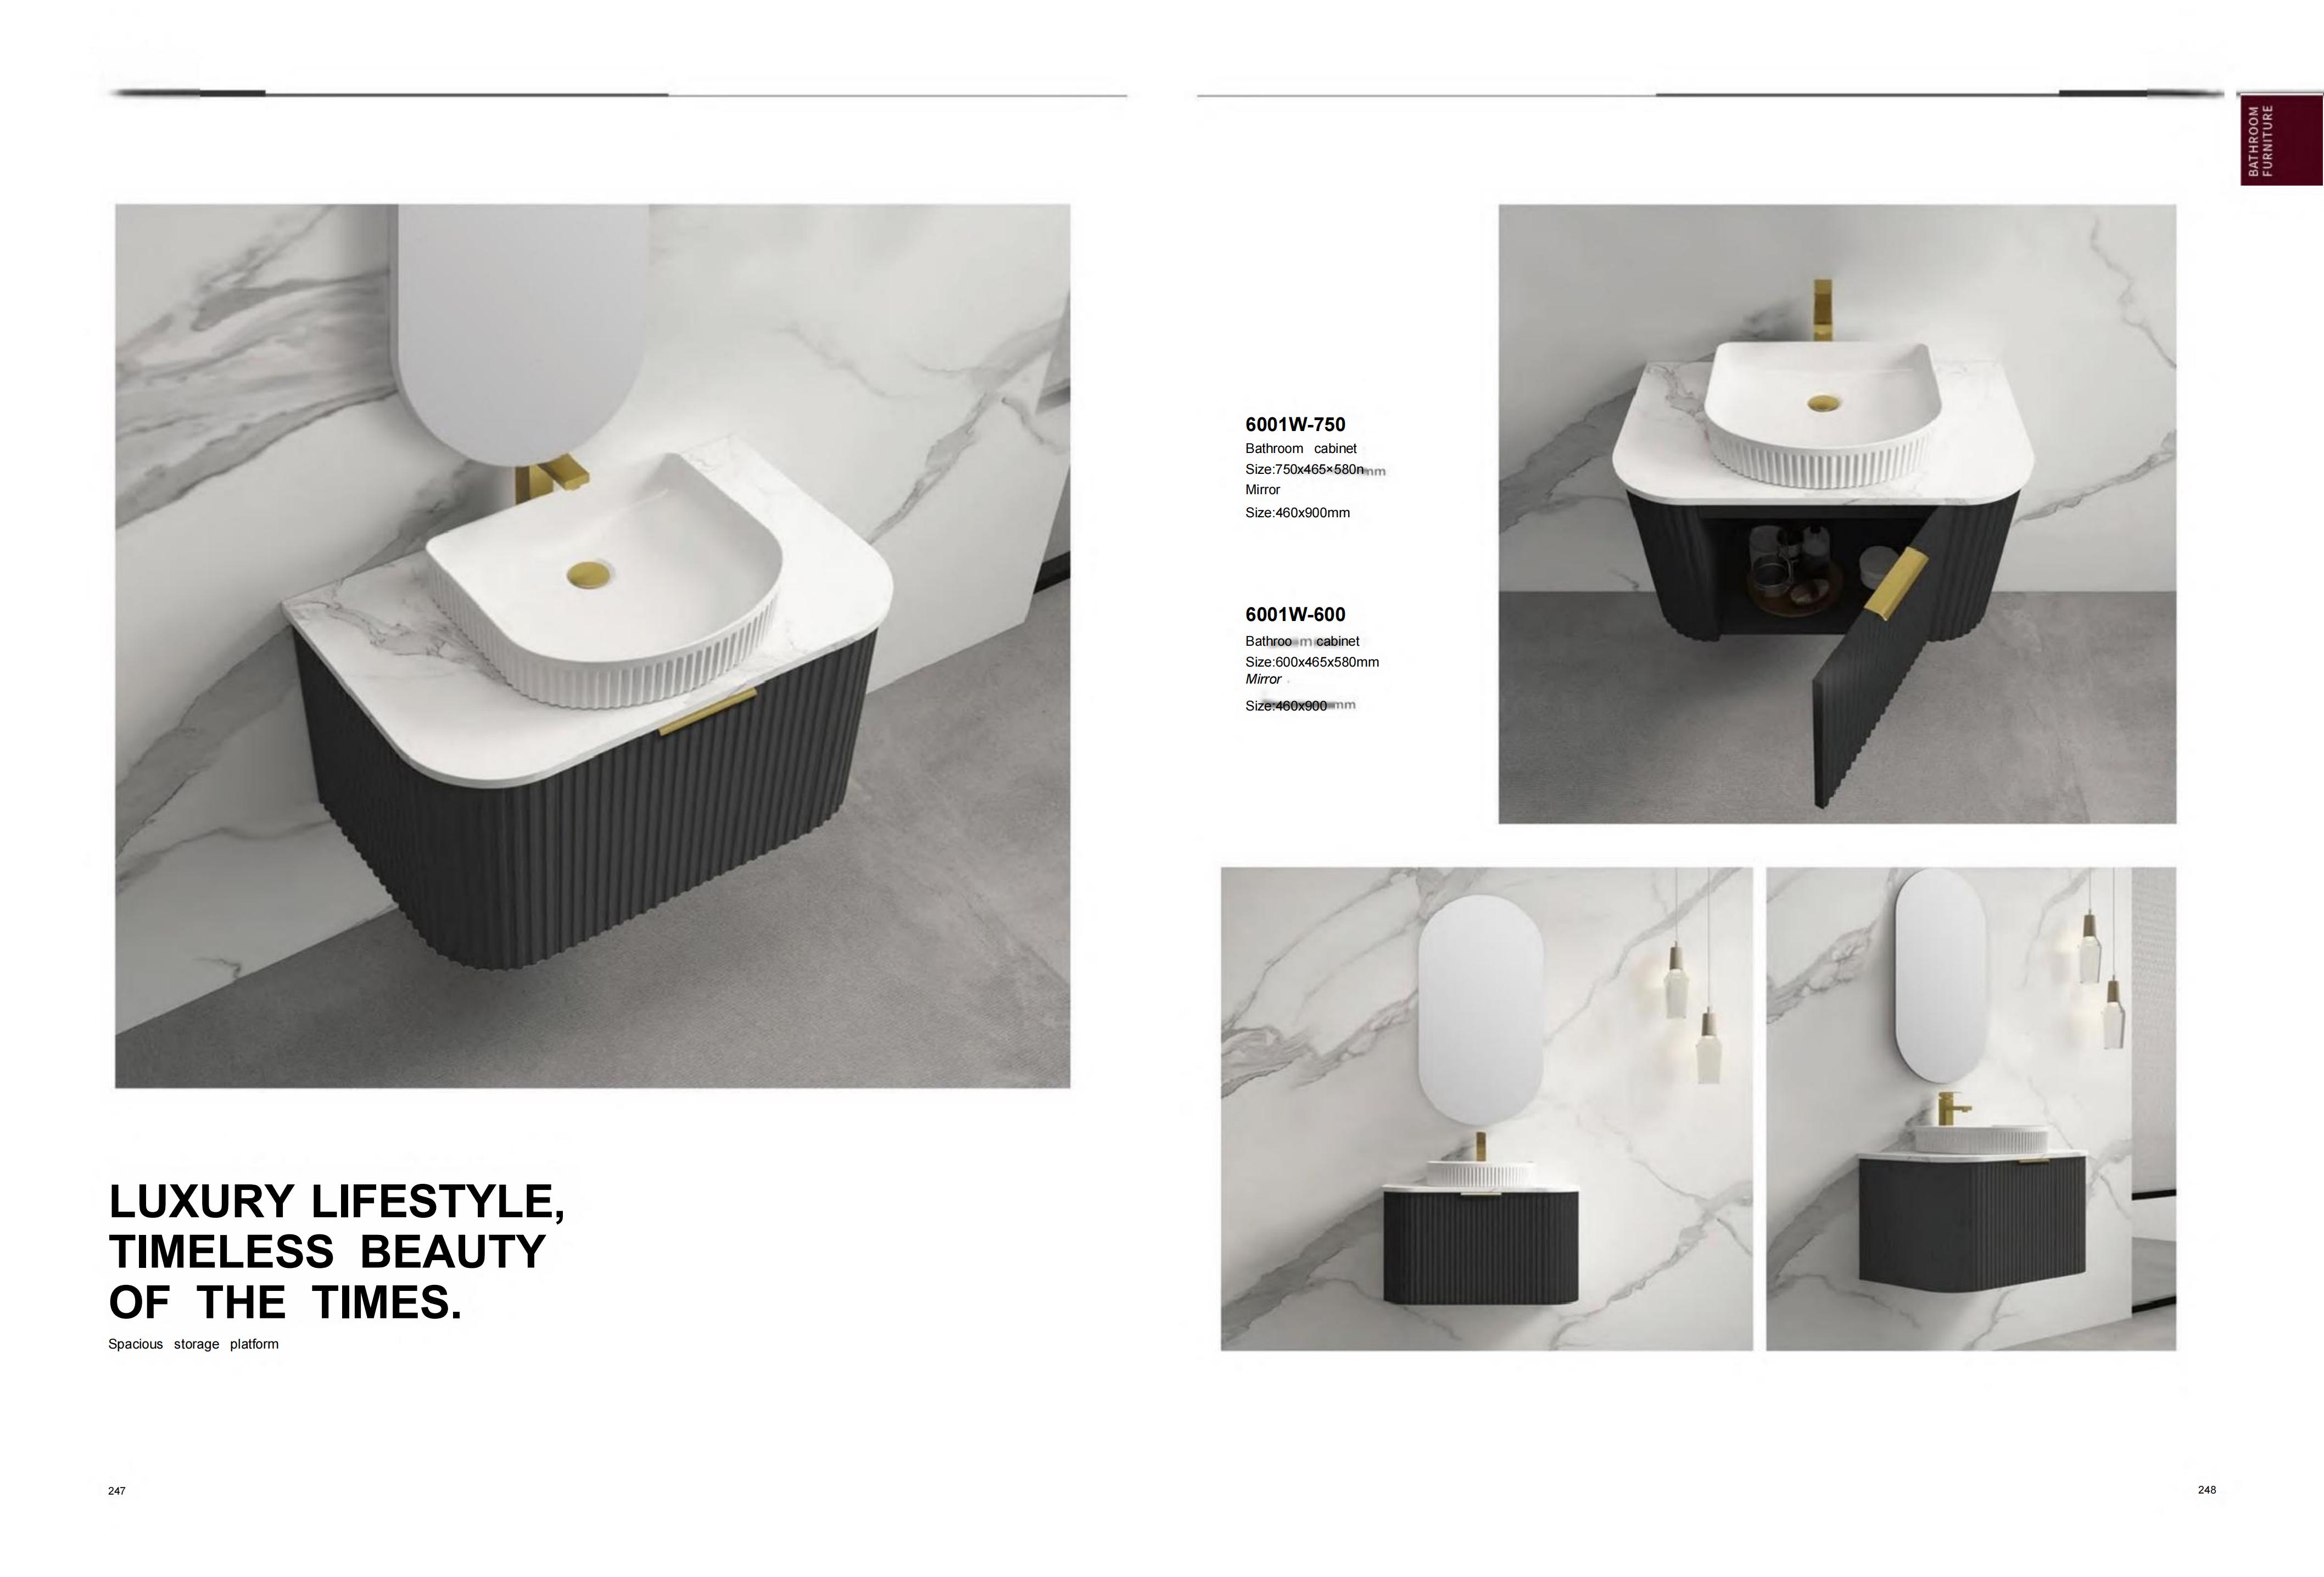 BATHROOM
FURNITURE
6001W-750
Bathroom cabinet
Size:750x465×580mm
Mirror
Size:460x900mm
6001W-600
Bathroom cabinet
Size:600x465x580mm
Mirror
Size:460x900mm
LUXURY LIFESTYLE,
TIMELESS BEAUTY
OF THE TIMES.
Spacious storage platform
247
248